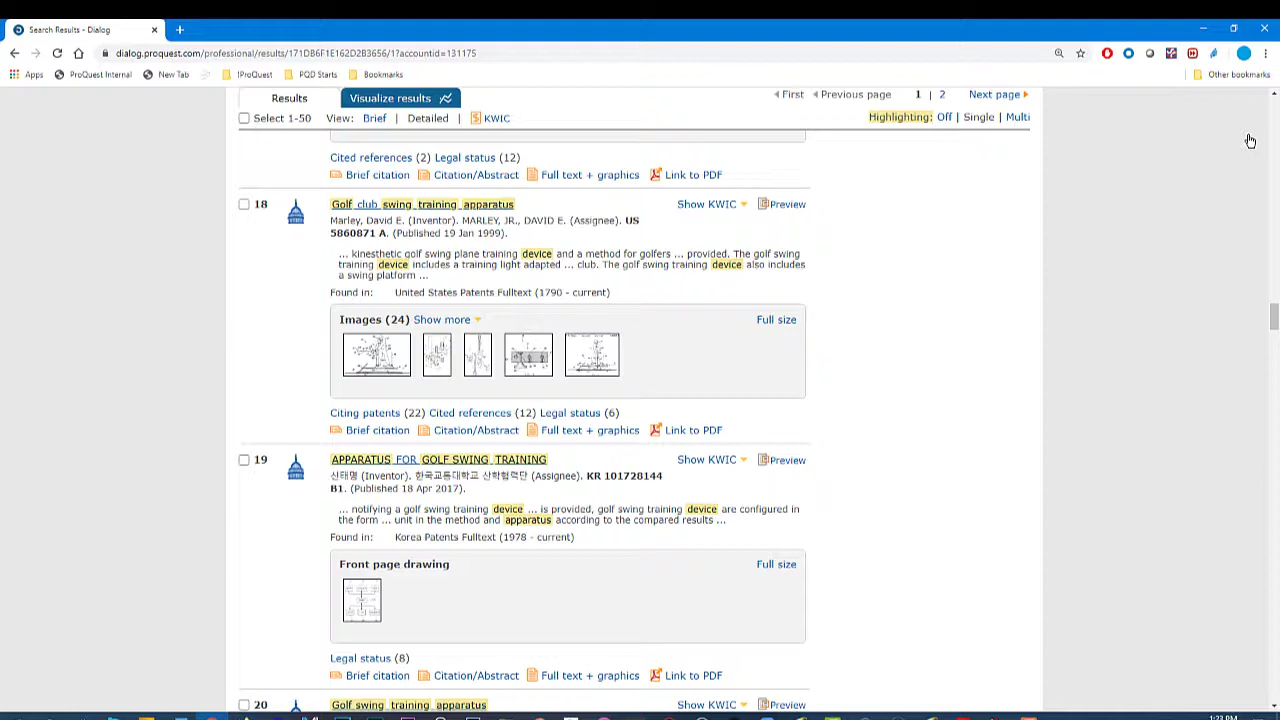 Search Results - Dialog
dialog.proquest.com/professional/results/171DB6F1E162D2B3656/1?accountid=131175
Apps ProQuest Internal New Tab !ProQuest PQD Starts Bookmarks Other bookmarks
Results Visualize results First Previous page 1 | 2 Next page
Select 1-50 View: Brief | Detailed | KWIC Highlighting: Off | Single | Multi
Cited references (2) Legal status (12)
Brief citation Citation/Abstract Full text + graphics Link to PDF
18 Golf club swing training apparatus Show KWIC Preview
Marley, David E. (Inventor). MARLEY, JR., DAVID E. (Assignee). US
5860871 A. (Published 19 Jan 1999).
... kinesthetic golf swing plane training device and a method for golfers ... provided. The golf swing
training device includes a training light adapted ... club. The golf swing training device also includes
a swing platform ...
Found in: United States Patents Fulltext (1790 - current)
Images (24) Show more Full size
Citing patents (22) Cited references (12) Legal status (6)
Brief citation Citation/Abstract Full text + graphics Link to PDF
19 APPARATUS FOR GOLF SWING TRAINING Show KWIC Preview
신태명 (Inventor). 한국교통대학교 산학협력단 (Assignee). KR 101728144
B1. (Published 18 Apr 2017).
... notifying a golf swing training device ... is provided, golf swing training device are configured in
the form ... unit in the method and apparatus according to the compared results ...
Found in: Korea Patents Fulltext (1978 - current)
Front page drawing Full size
Legal status (8)
Brief citation Citation/Abstract Full text + graphics Link to PDF
20 Golf swing training apparatus Show KWIC Preview
1:23 PM